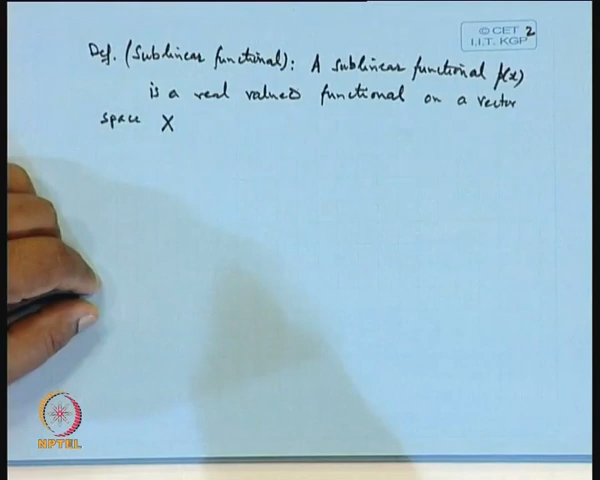 © CET 2
I.I.T. KGP
Def. (Sublinear functional): A sublinear functional p(x)
is a real valued functional on a vector
space X
NPTEL